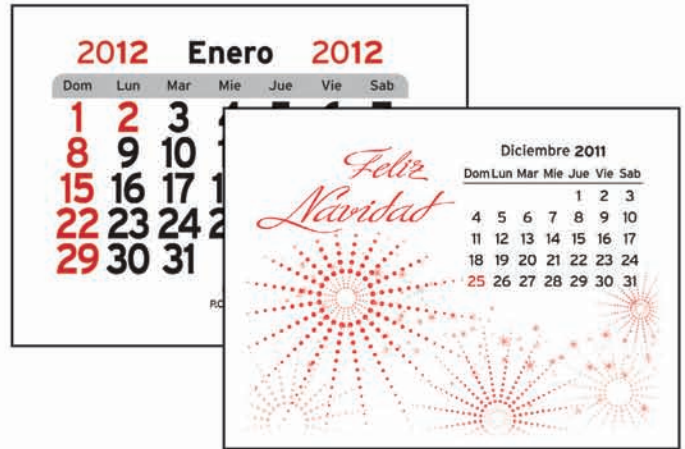 2012 Enero 2012
Dom Lun Mar Mie Jue Vie Sab
1 2 3
8 9 10
15 16 17
22 23 24
29 30 31
Feliz
Navidad
Diciembre 2011
Dom Lun Mar Mie Jue Vie Sab
1 2 3
4 5 6 7 8 9 10
11 12 13 14 15 16 17
18 19 20 21 22 23 24
25 26 27 28 29 30 31